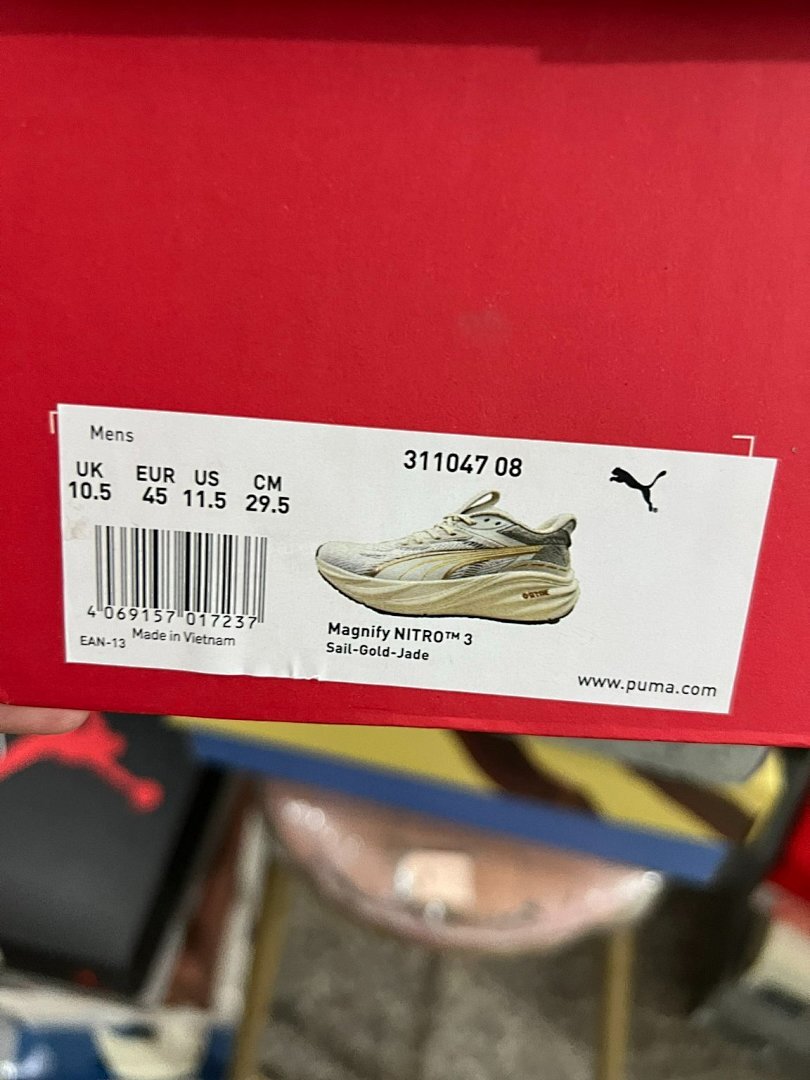 Mens
UK EUR US CM
10.5 45 11.5 29.5
311047 08
4 069157 017237
EAN-13 Made in Vietnam
Magnify NITRO™ 3
Sail-Gold-Jade
www.puma.com